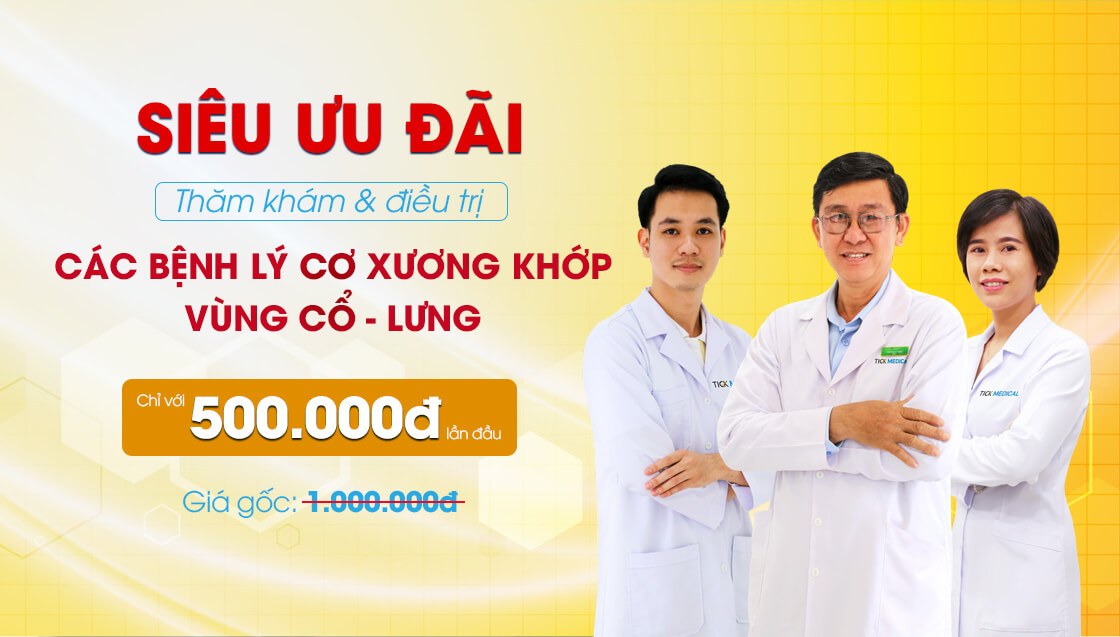 SIÊU ƯU ĐÃI
Thăm khám & điều trị
CÁC BỆNH LÝ CƠ XƯƠNG KHỚP
VÙNG CỔ - LƯNG
Chỉ với 500.000đ lần đầu
Giá gốc: 1.000.000đ
TICK MEDICAL
TICK MEDICAL